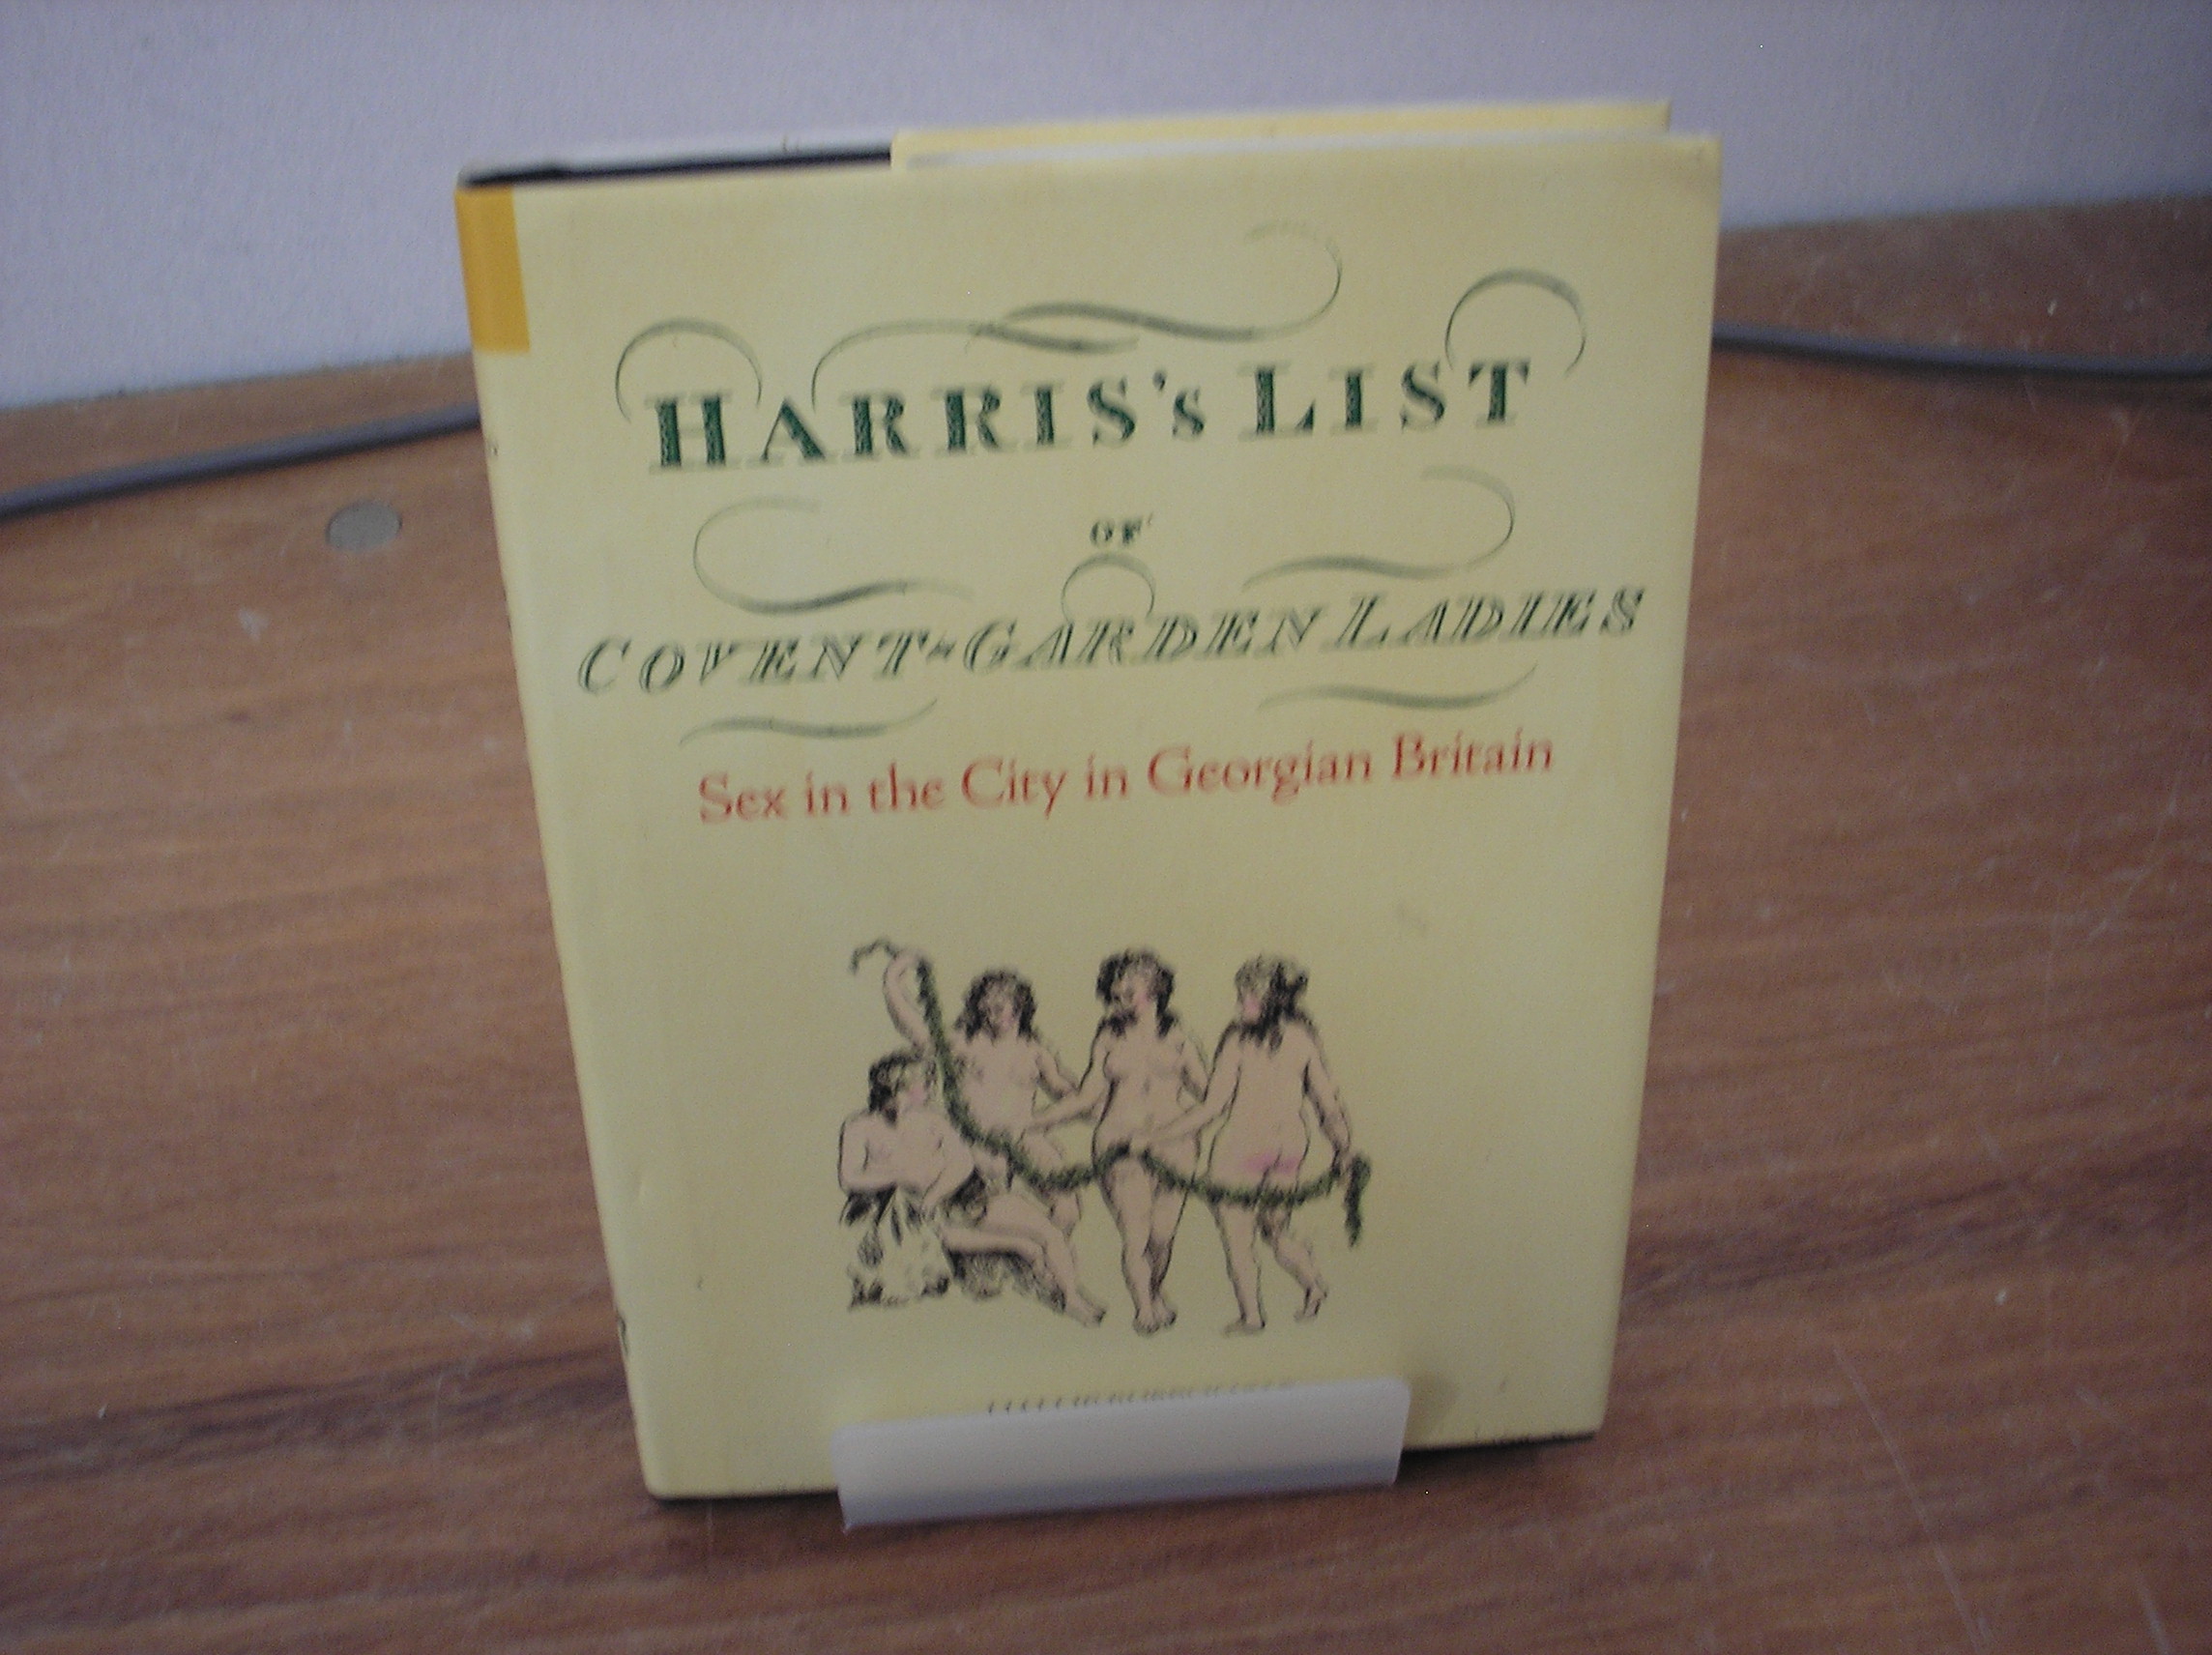 HARRIS's LIST
OF
COVENT-GARDEN LADIES
Sex in the City in Georgian Britain